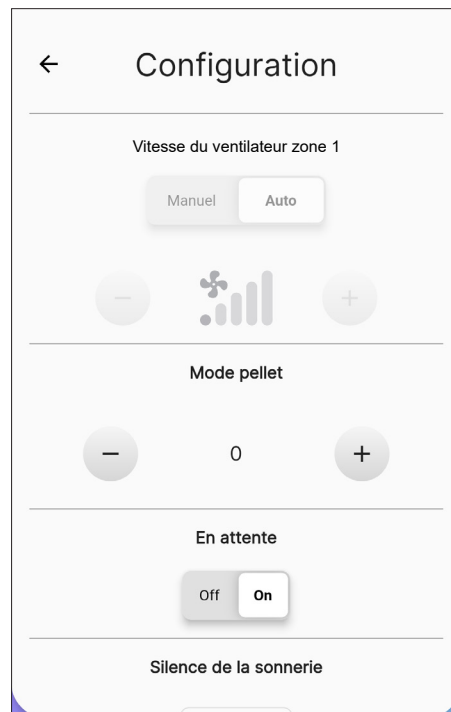 Configuration
Vitesse du ventilateur zone 1
Manuel Auto
Mode pellet
0
En attente
Off On
Silence de la sonnerie